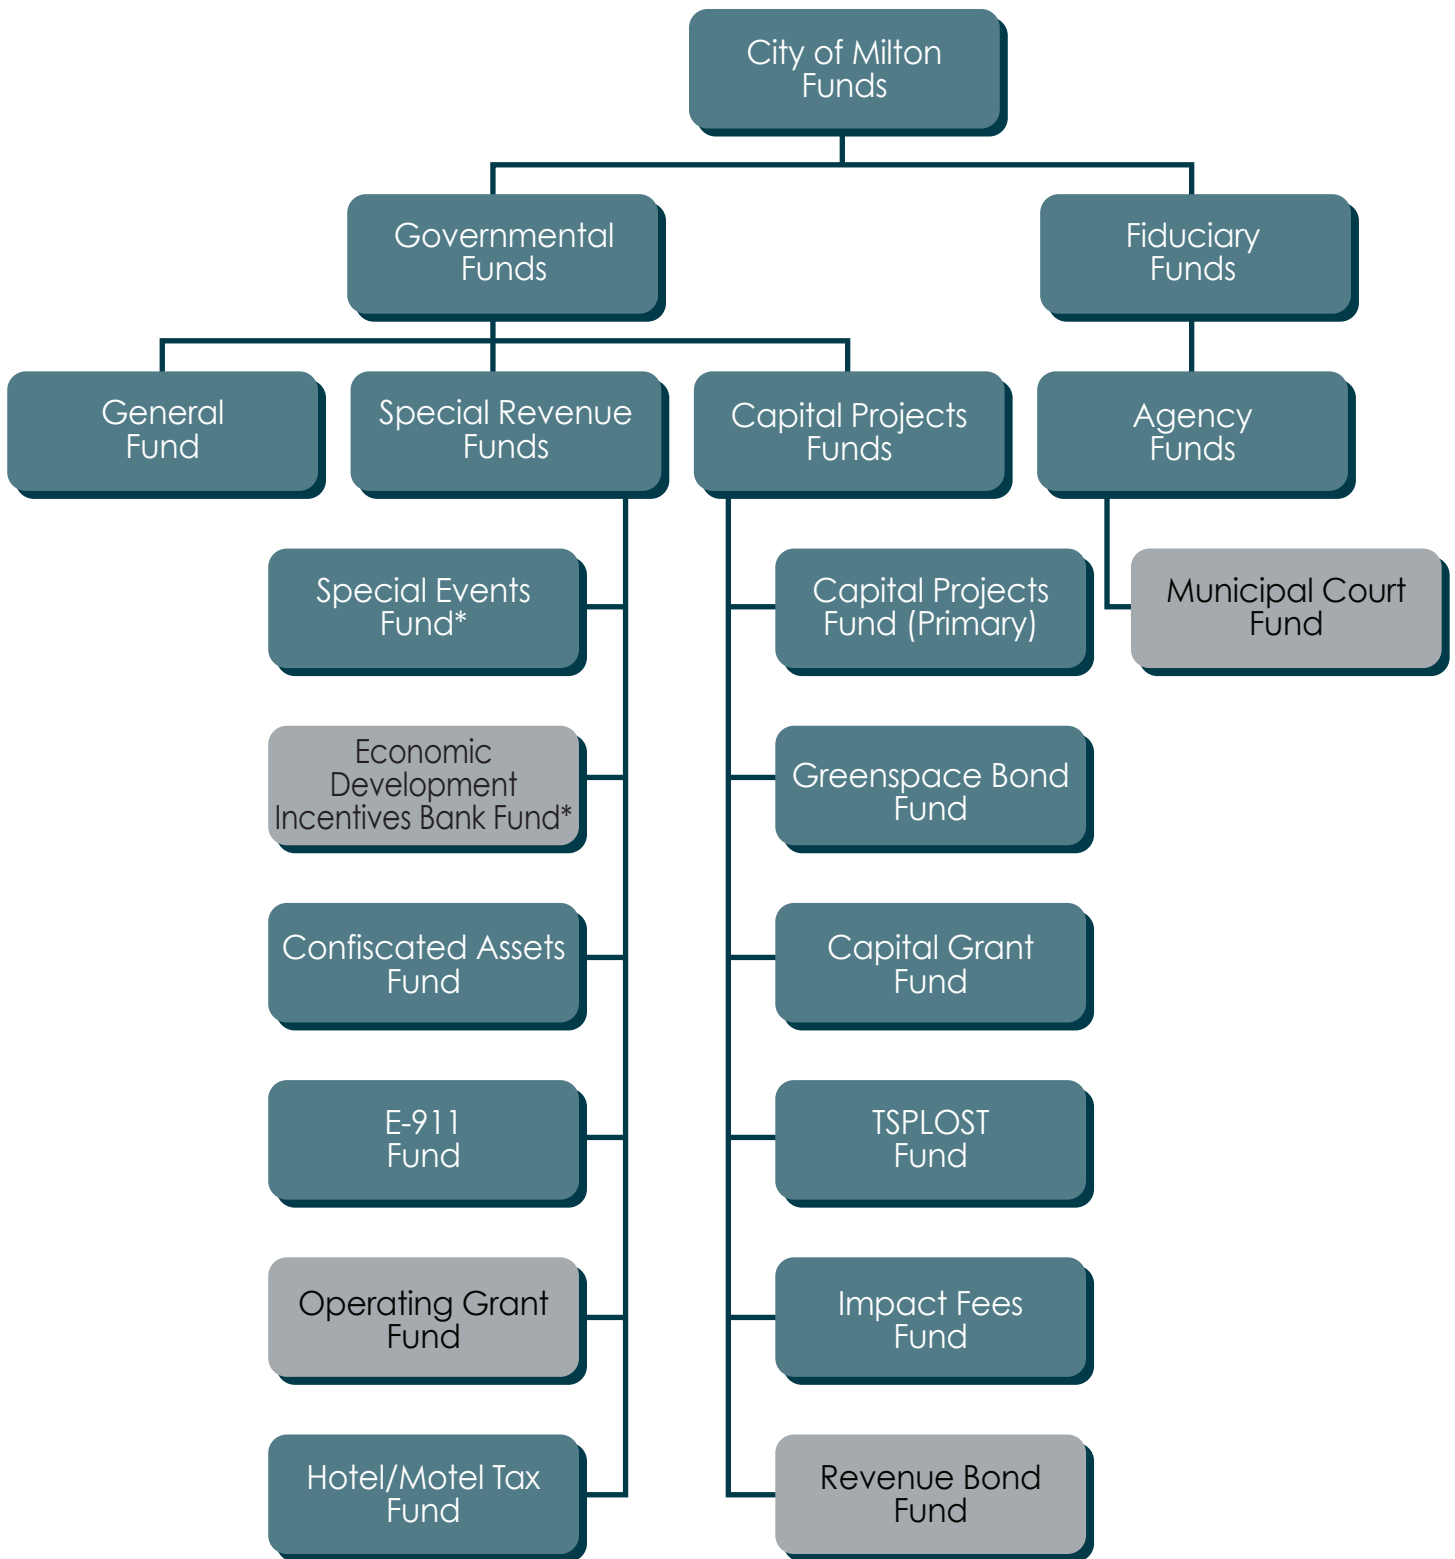 City of Milton
Funds
Governmental
Funds
Fiduciary
Funds
General
Fund
Special Revenue
Funds
Capital Projects
Funds
Agency
Funds
Special Events
Fund*
Capital Projects
Fund (Primary)
Municipal Court
Fund
Economic
Development
Incentives Bank Fund*
Greenspace Bond
Fund
Confiscated Assets
Fund
Capital Grant
Fund
E-911
Fund
TSPLOST
Fund
Operating Grant
Fund
Impact Fees
Fund
Hotel/Motel Tax
Fund
Revenue Bond
Fund